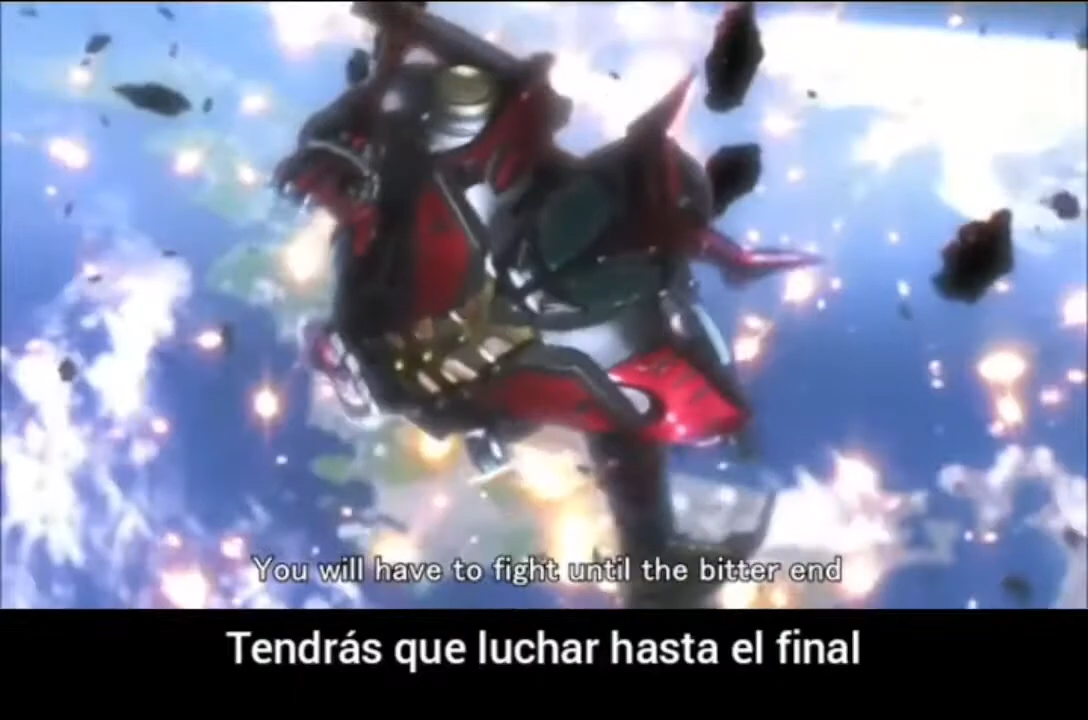 You will have to fight until the bitter end
Tendrás que luchar hasta el final